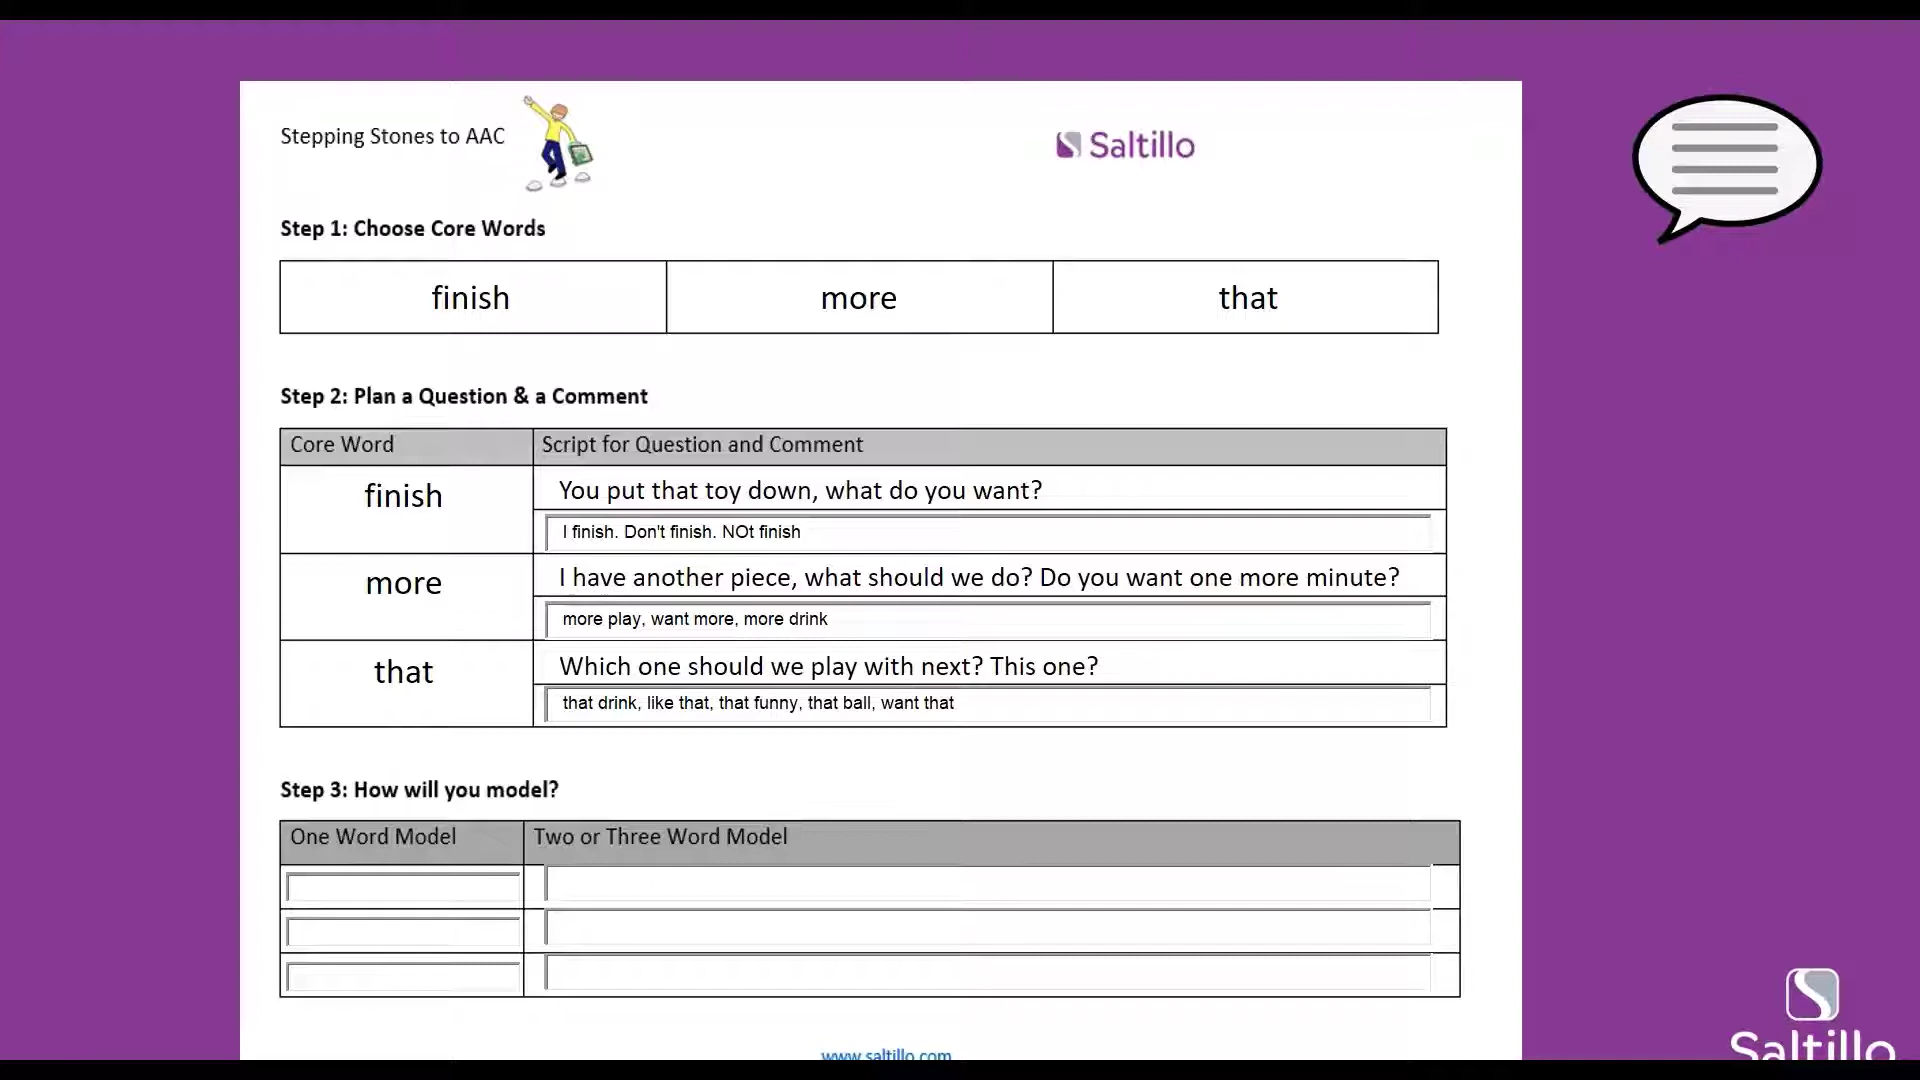 Stepping Stones to AAC
Saltillo
Step 1: Choose Core Words
finish more that
Step 2: Plan a Question & a Comment
Core Word Script for Question and Comment
finish You put that toy down, what do you want?
I finish. Don't finish. NOt finish
more I have another piece, what should we do? Do you want one more minute?
more play, want more, more drink
that Which one should we play with next? This one?
that drink, like that, that funny, that ball, want that
Step 3: How will you model?
One Word Model Two or Three Word Model
www.saltillo.com
Saltillo